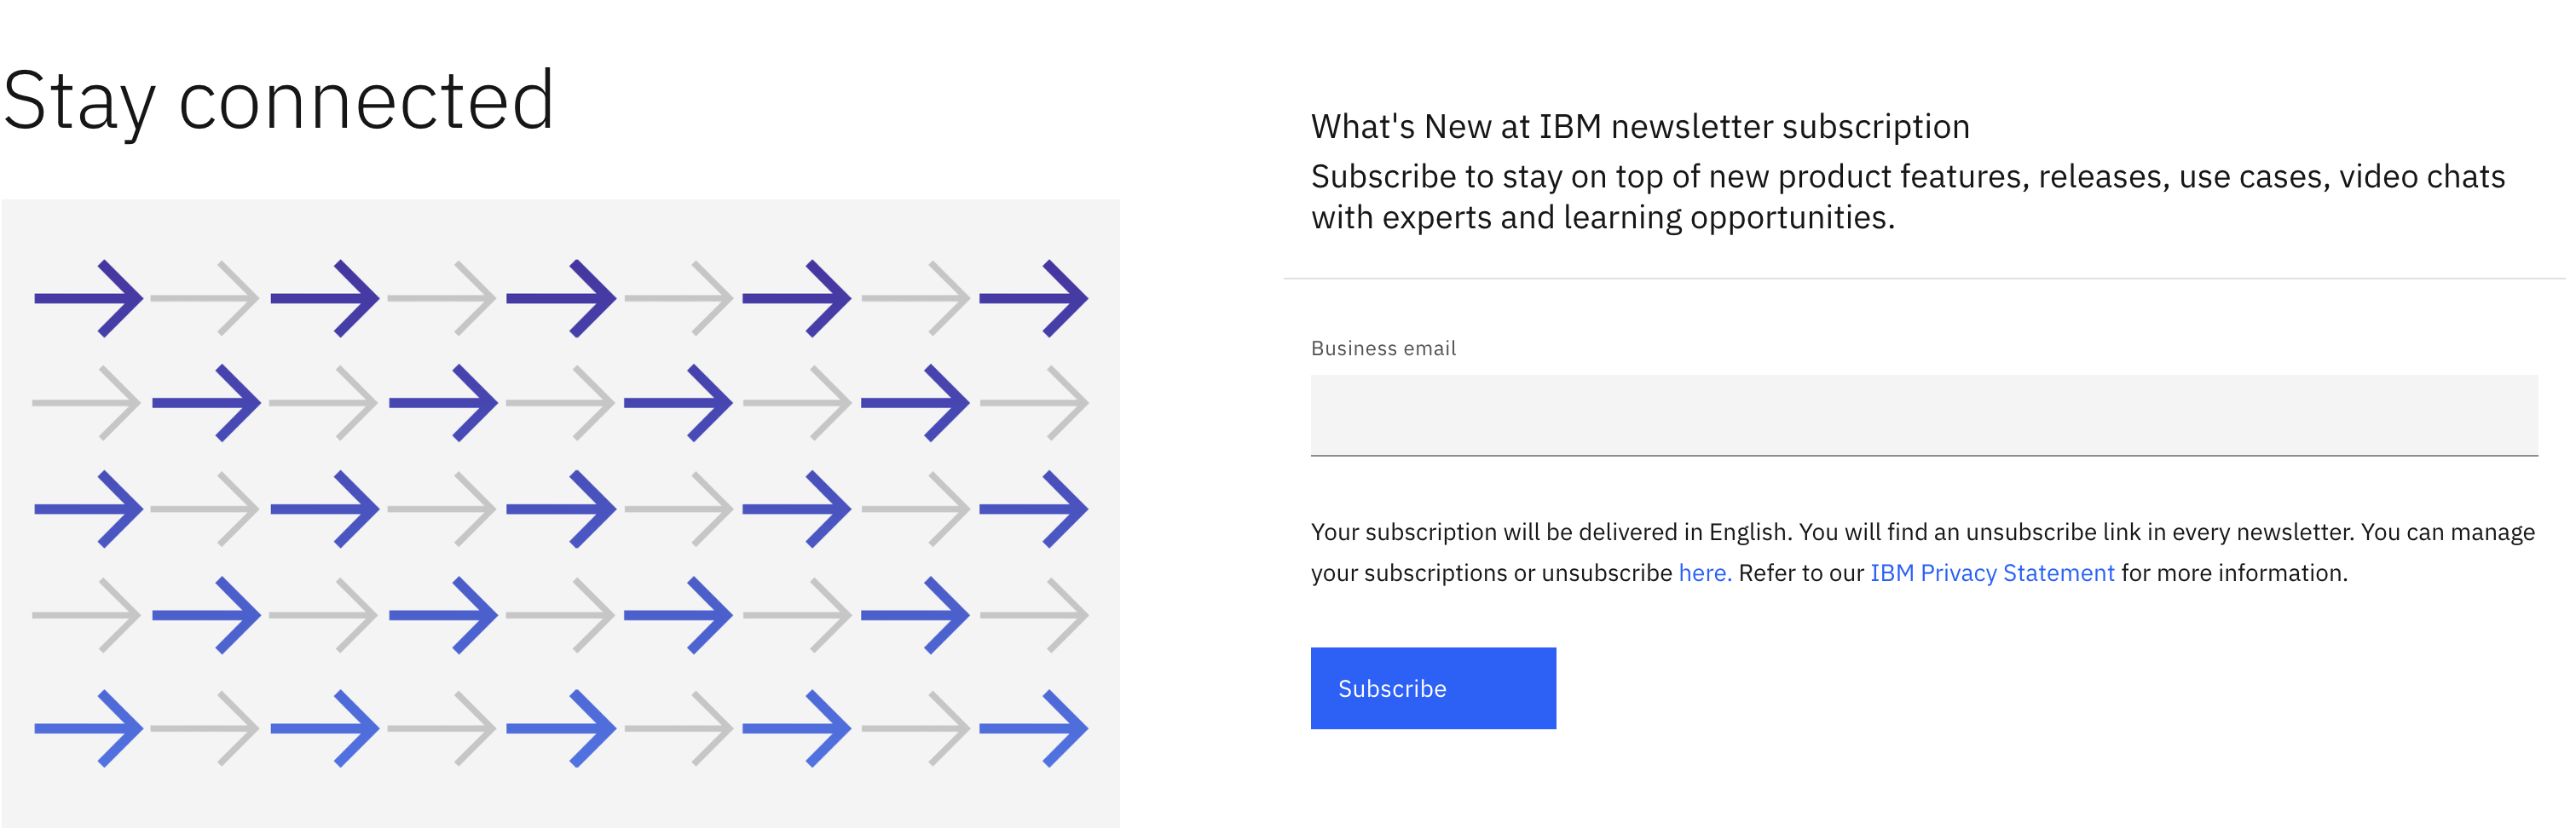 Stay connected
What's New at IBM newsletter subscription
Subscribe to stay on top of new product features, releases, use cases, video chats
with experts and learning opportunities.
Business email
Your subscription will be delivered in English. You will find an unsubscribe link in every newsletter. You can manage
your subscriptions or unsubscribe here. Refer to our IBM Privacy Statement for more information.
Subscribe